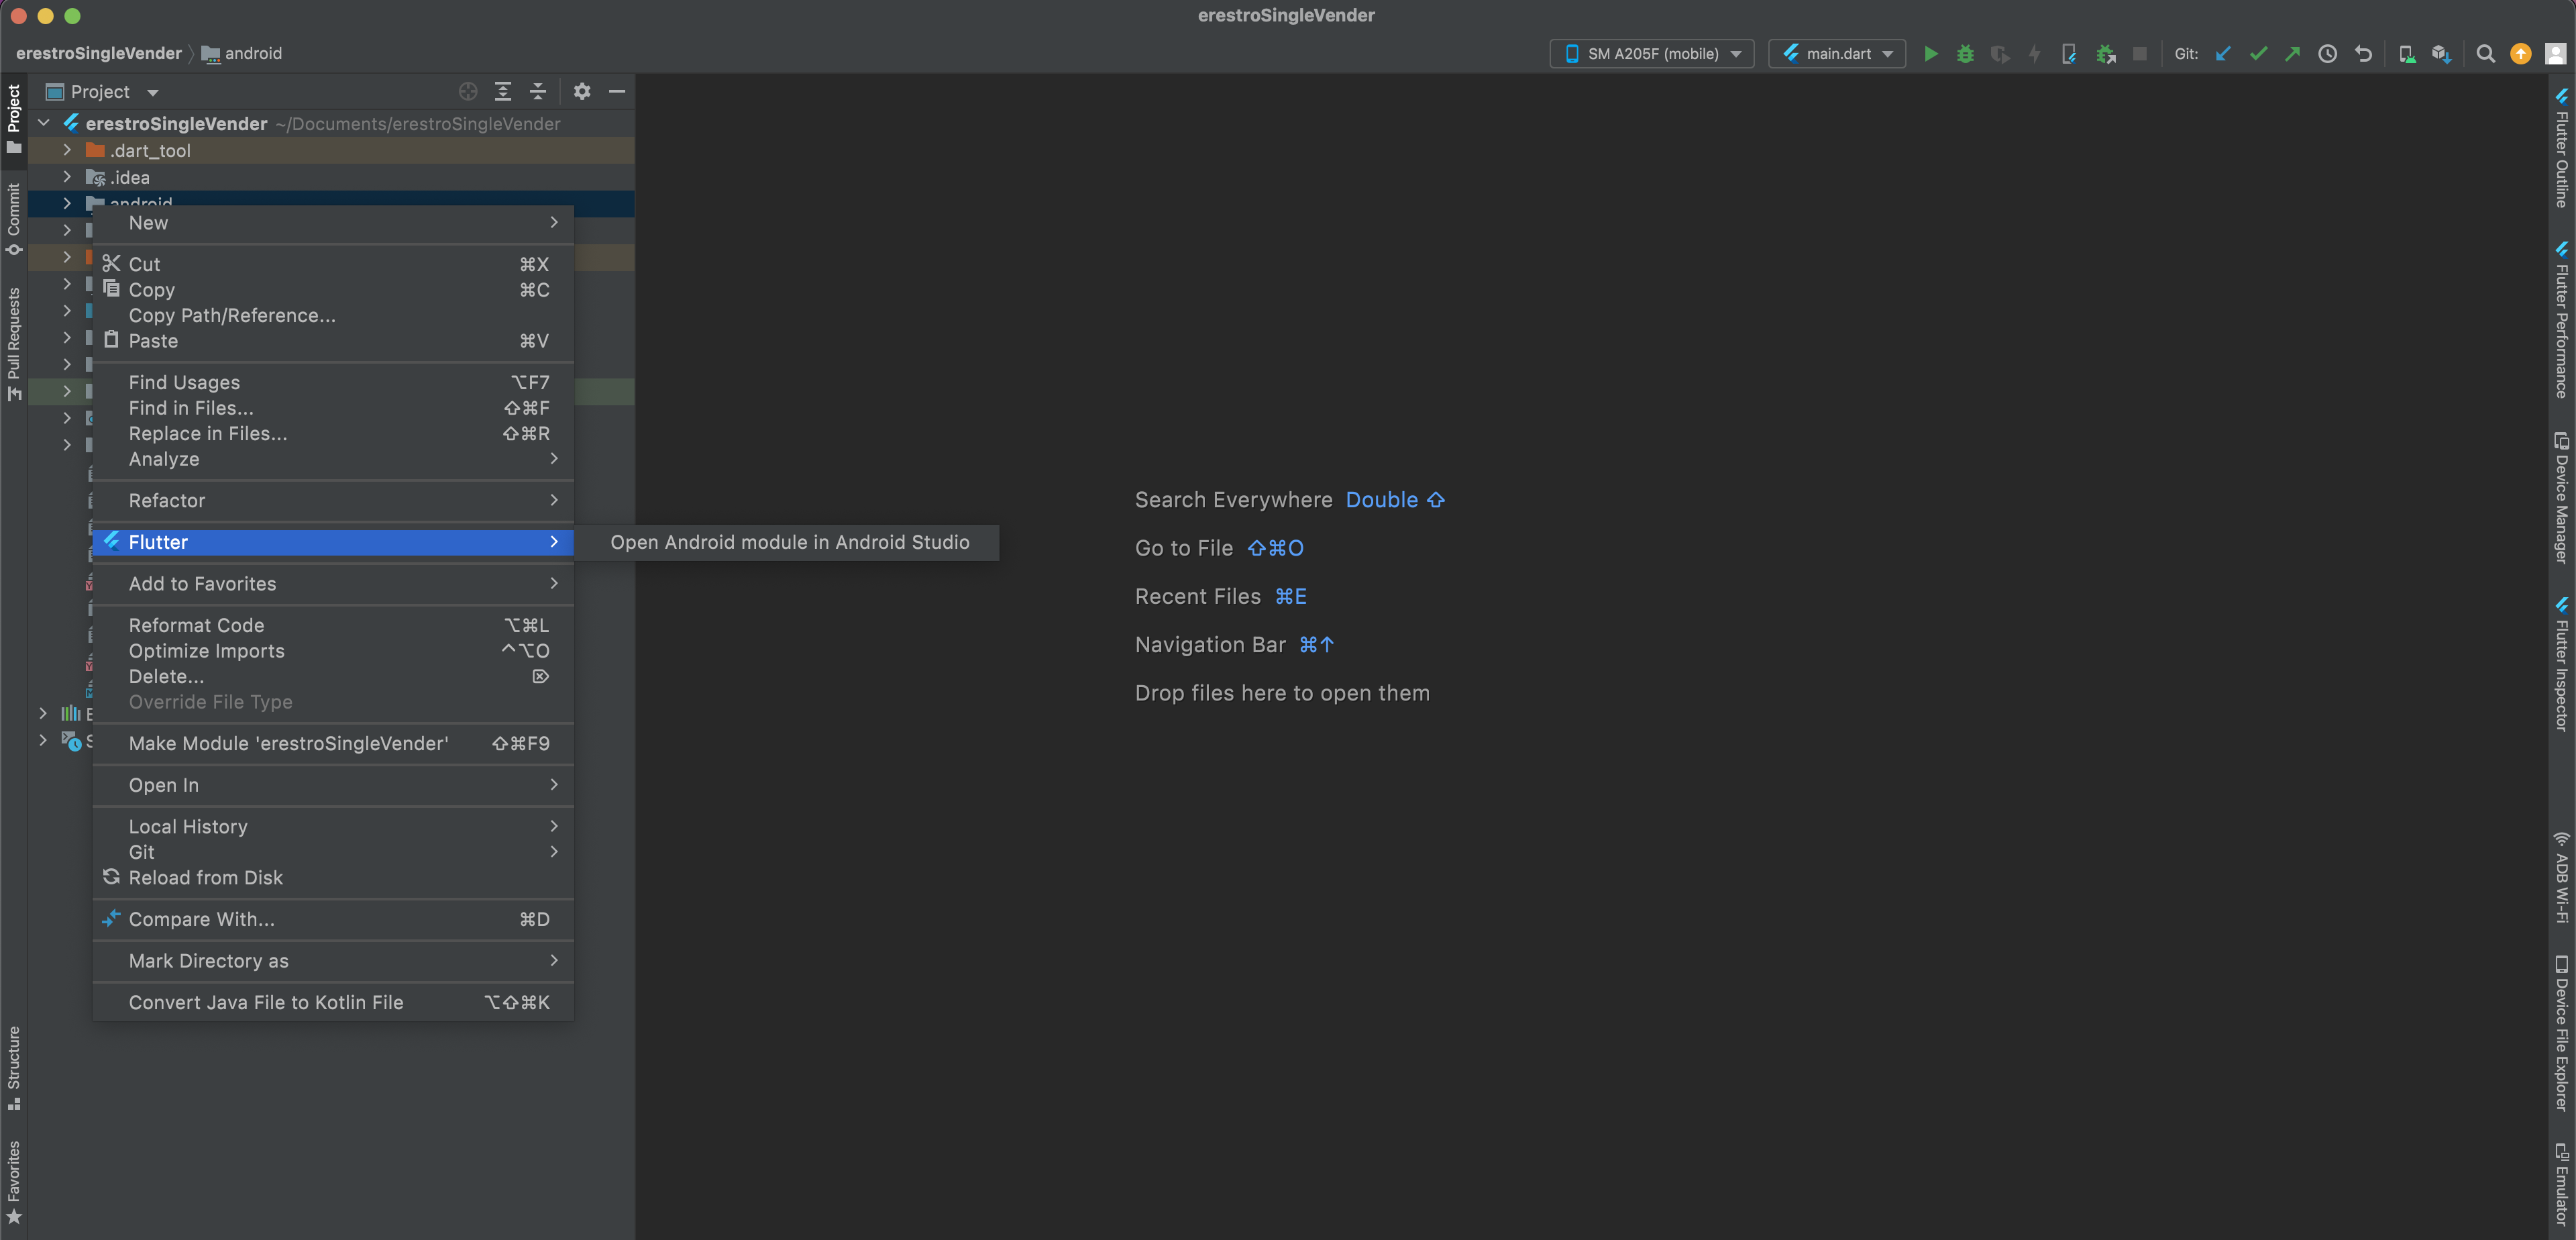 erestroSingleVender
erestroSingleVender
android
SM A205F (mobile)
main.dart
Git:
Project
Project
erestroSingleVender ~/Documents/erestroSingleVender
.dart_tool
.idea
android
New
Cut ⌘X
Copy ⌘C
Copy Path/Reference...
Paste ⌘V
Find Usages ⌥F7
Find in Files... ⇧⌘F
Replace in Files... ⇧⌘R
Analyze
Refactor
Flutter
Open Android module in Android Studio
Add to Favorites
Reformat Code ⌥⌘L
Optimize Imports ^⌥O
Delete... ⌦
Override File Type
Make Module 'erestroSingleVender' ⇧⌘F9
Open In
Local History
Git
Reload from Disk
Compare With... ⌘D
Mark Directory as
Convert Java File to Kotlin File ⌥⇧⌘K
Commit
Pull Requests
Structure
Favorites
Search Everywhere Double ⇧
Go to File ⇧⌘O
Recent Files ⌘E
Navigation Bar ⌘↑
Drop files here to open them
Flutter Outline
Flutter Performance
Device Manager
Flutter Inspector
ADB Wi-Fi
Device File Explorer
Emulator